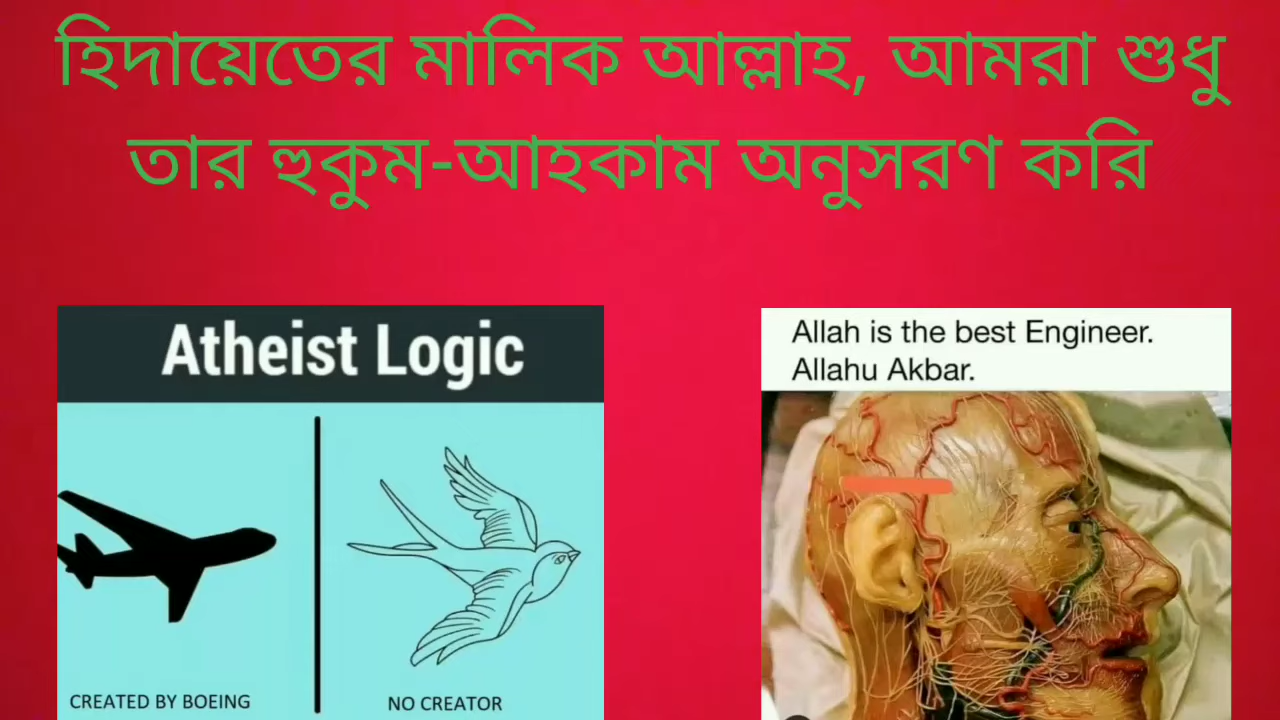 হিদায়েতের মালিক আল্লাহ, আমরা শুধু
তার হুকুম-আহকাম অনুসরণ করি
Atheist Logic
CREATED BY BOEING
NO CREATOR
Allah is the best Engineer.
Allahu Akbar.